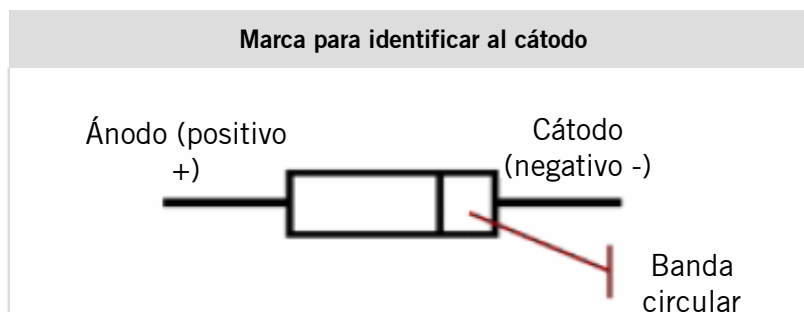 Marca para identificar al cátodo
Ánodo (positivo
+)
Cátodo
(negativo -)
Banda
circular